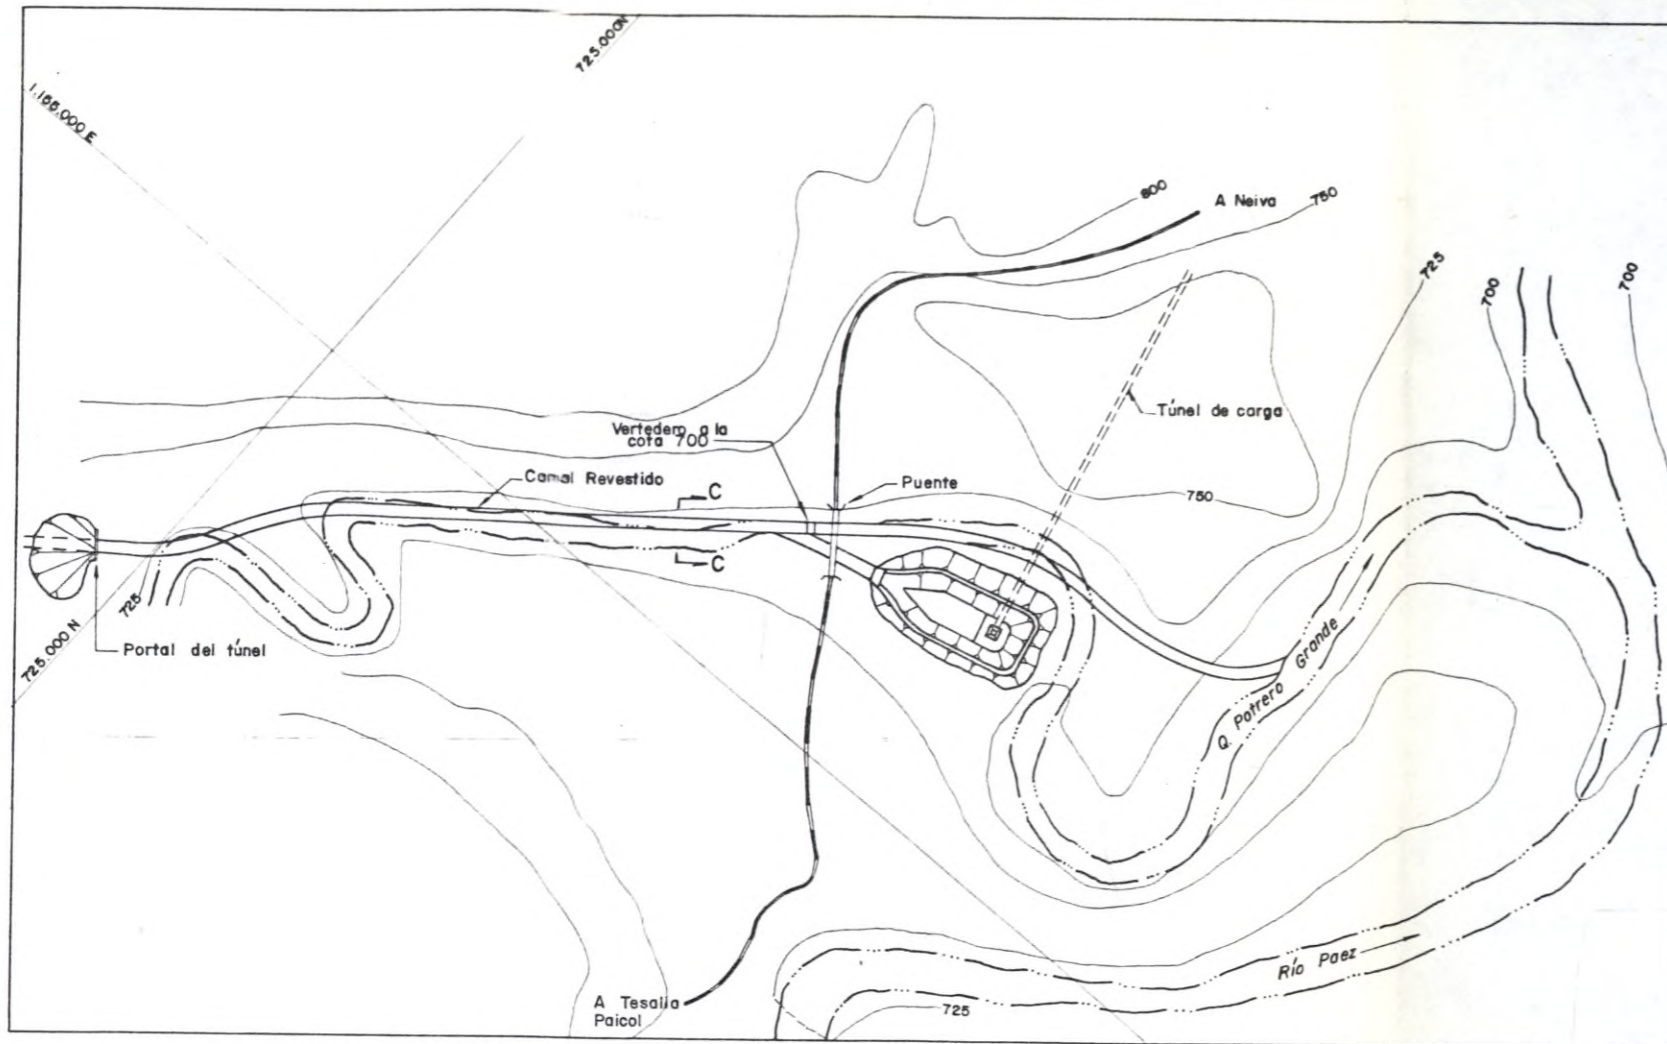 725.000N
1.155.000 E
800
A Neiva
750
725
700
700
Túnel de carga
Vertedero a la
cota 700
Canal Revestido
C
Puente
750
C
725
Portal del túnel
725.000 N
Q. Potrero Grande
Río Paez
A Tesalia
Paicol
725